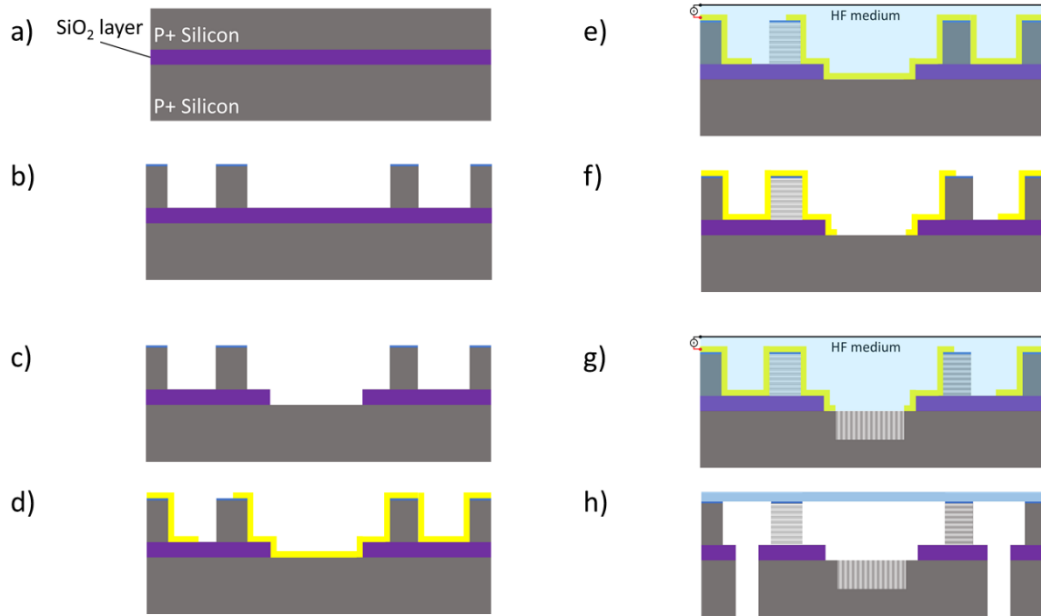 a)
SiO₂ layer
P+ Silicon
P+ Silicon
b)
c)
d)
e)
HF medium
f)
g)
HF medium
h)